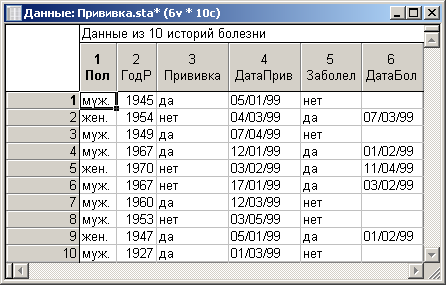 Данные: Прививка.sta* (6v * 10c)
Данные из 10 историй болезни
1 2 3 4 5 6
Пол ГодР Прививка ДатаПрив Заболел ДатаБол
1 муж. 1945 да 05/01/99 нет
2 жен. 1954 нет 04/03/99 да 07/03/99
3 муж. 1949 да 07/04/99 нет
4 муж. 1967 да 12/01/99 да 01/02/99
5 жен. 1970 нет 03/02/99 да 11/04/99
6 муж. 1967 нет 17/01/99 да 03/02/99
7 муж. 1960 да 12/03/99 нет
8 муж. 1953 нет 03/05/99 нет
9 жен. 1947 да 05/01/99 да 01/02/99
10 муж. 1927 да 01/03/99 нет